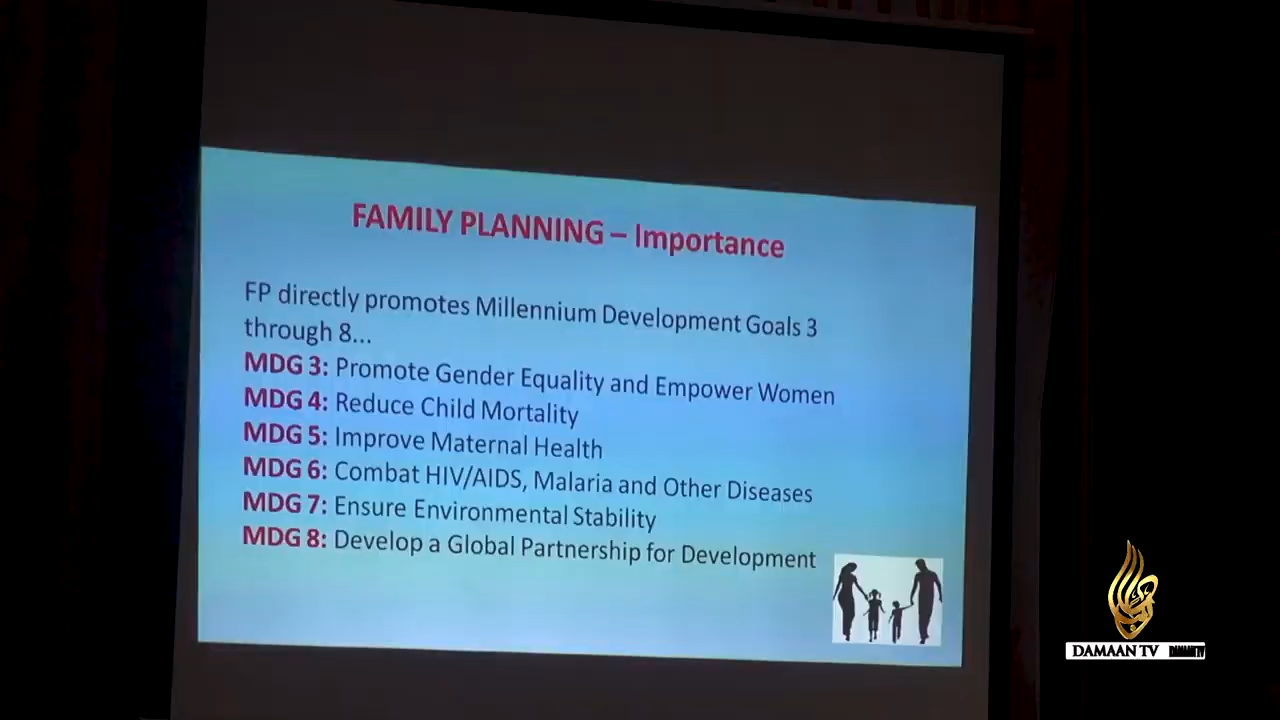 FAMILY PLANNING – Importance
FP directly promotes Millennium Development Goals 3
through 8...
MDG 3: Promote Gender Equality and Empower Women
MDG 4: Reduce Child Mortality
MDG 5: Improve Maternal Health
MDG 6: Combat HIV/AIDS, Malaria and Other Diseases
MDG 7: Ensure Environmental Stability
MDG 8: Develop a Global Partnership for Development
DAMAAN TV DAMAAN TV